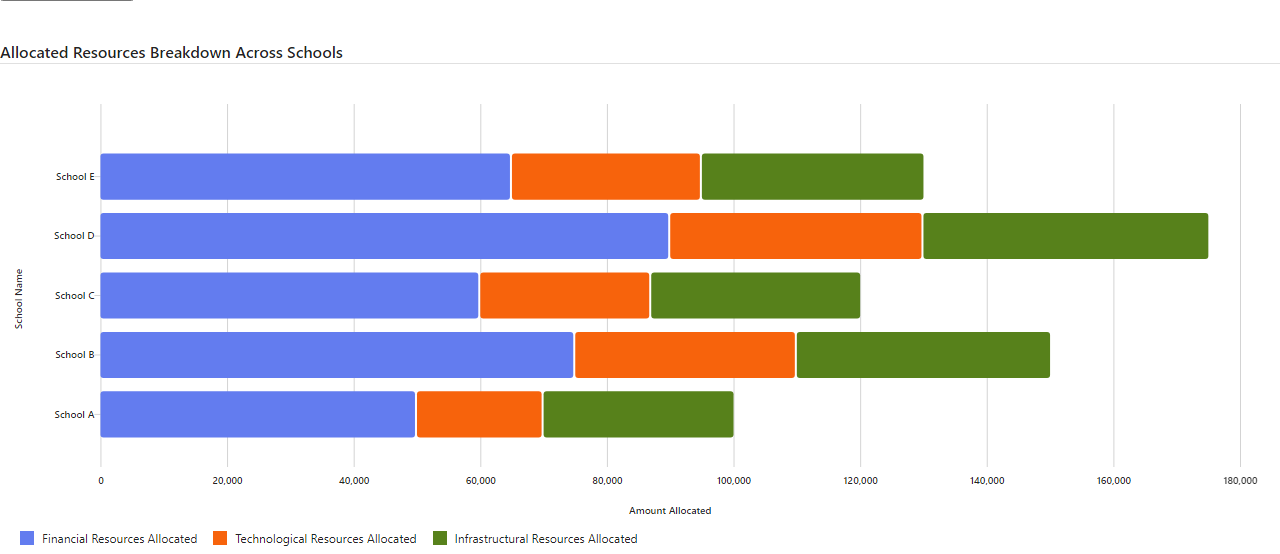 Allocated Resources Breakdown Across Schools
School E
School D
School C
School B
School A
School Name
0 20,000 40,000 60,000 80,000 100,000 120,000 140,000 160,000 180,000
Amount Allocated
Financial Resources Allocated Technological Resources Allocated Infrastructural Resources Allocated